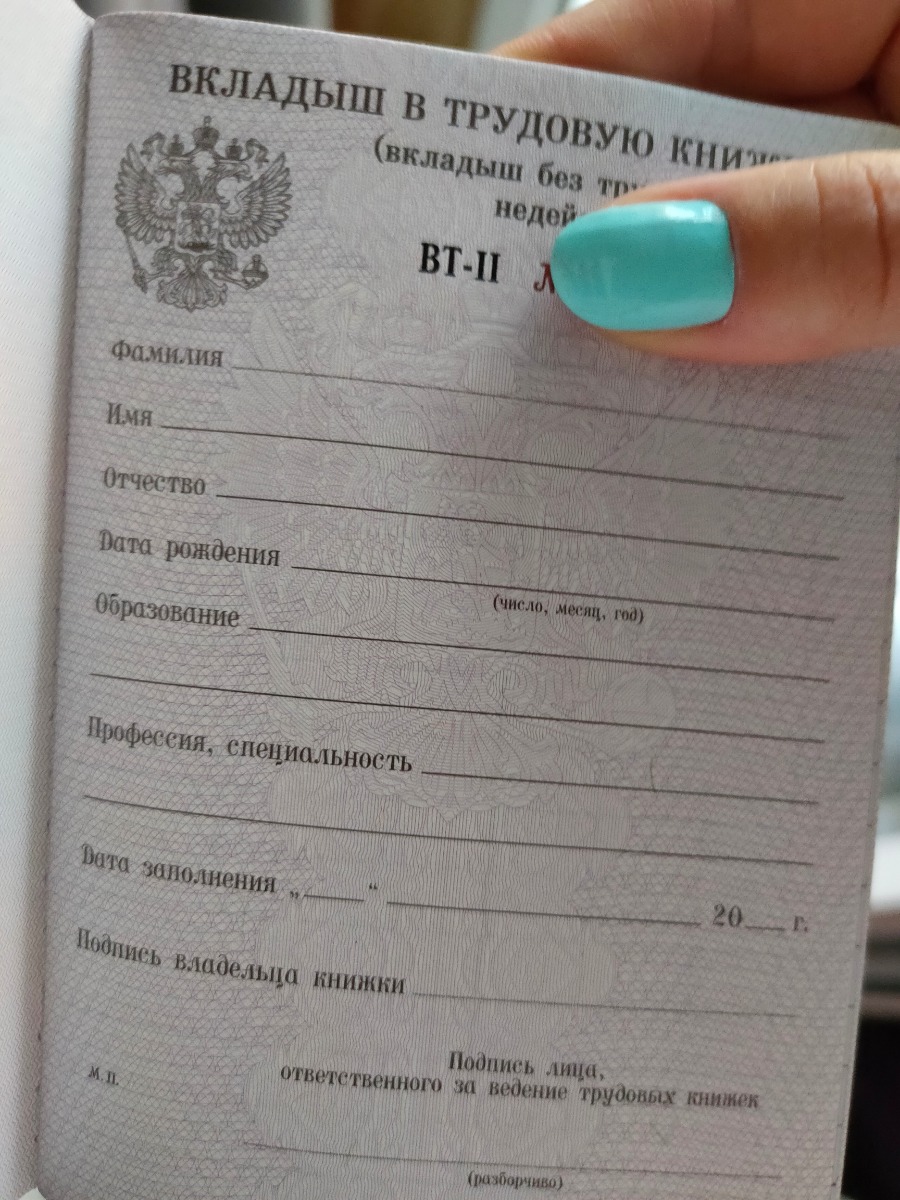 ВКЛАДЫШ В ТРУДОВУЮ
(вкладыш без
ВТ-II
Фамилия
Имя
Отчество
Дата рождения
(число, месяц, год)
Образование
Профессия, специальность
Дата заполнения „ “ 20 г.
Подпись владельца книжки
Подпись лица,
м. п. ответственного за ведение трудовых книжек
(разборчиво)